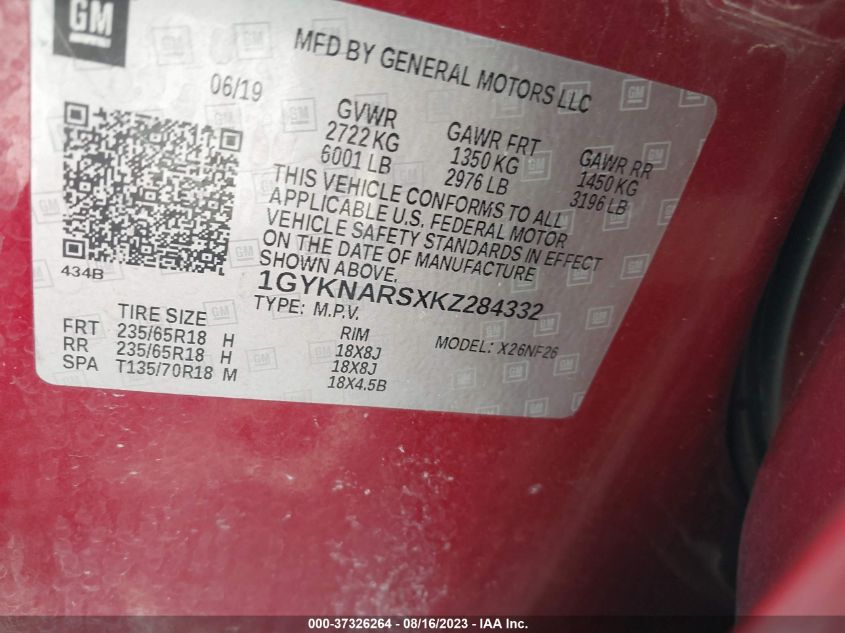 GM
MFD BY GENERAL MOTORS LLC
06/19
GVWR
2722 KG
6001 LB
GAWR FRT
1350 KG
2976 LB
GAWR RR
1450 KG
3196 LB
THIS VEHICLE CONFORMS TO ALL
APPLICABLE U.S. FEDERAL MOTOR
VEHICLE SAFETY STANDARDS IN EFFECT
ON THE DATE OF MANUFACTURE
SHOWN ABOVE.
434B
1GYKNARSXKZ284332
TYPE: M.P.V.
MODEL: X26NF26
TIRE SIZE RIM
FRT 235/65R18 H 18X8J
RR 235/65R18 H 18X8J
SPA T135/70R18 M 18X4.5B
000-37326264 - 08/16/2023 - IAA Inc.